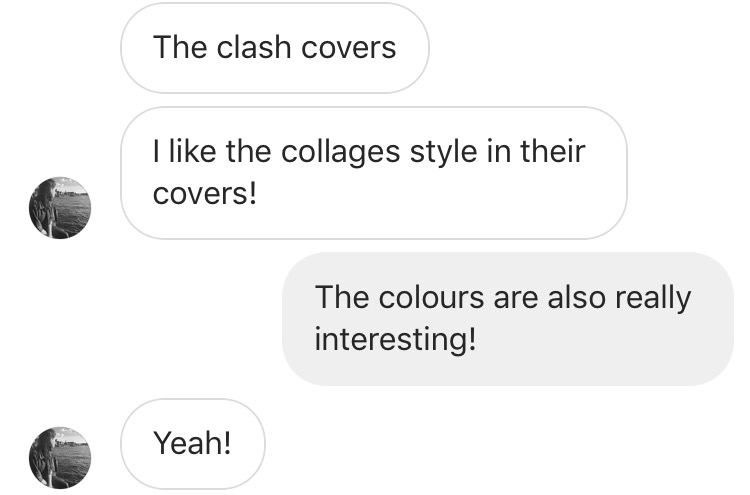 The clash covers
I like the collages style in their
covers!
The colours are also really
interesting!
Yeah!